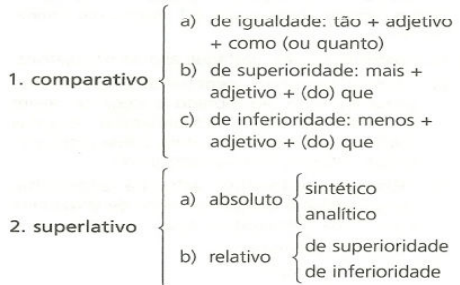 a) de igualdade: tão + adjetivo
+ como (ou quanto)
1. comparativo
b) de superioridade: mais +
adjetivo + (do) que
c) de inferioridade: menos +
adjetivo + (do) que
2. superlativo
a) absoluto
sintético
analítico
b) relativo
de superioridade
de inferioridade